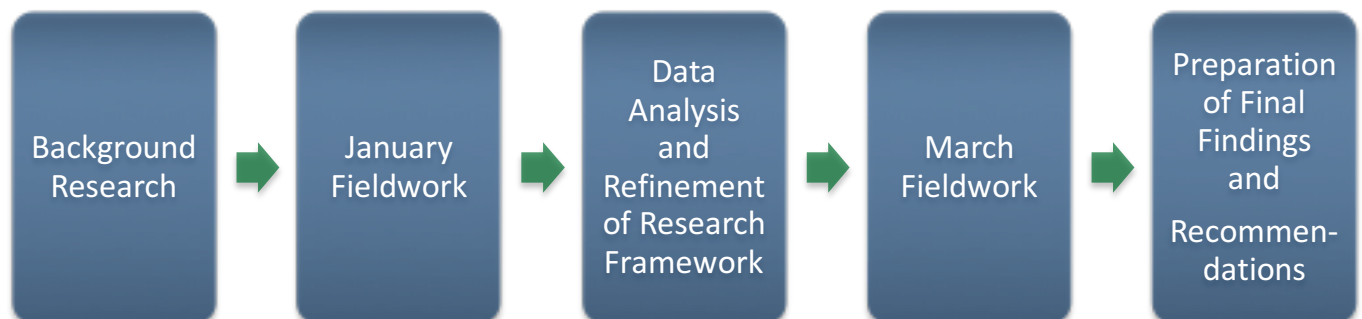 Background
Research
January
Fieldwork
Data
Analysis
and
Refinement
of Research
Framework
March
Fieldwork
Preparation
of Final
Findings
and
Recommen-
dations